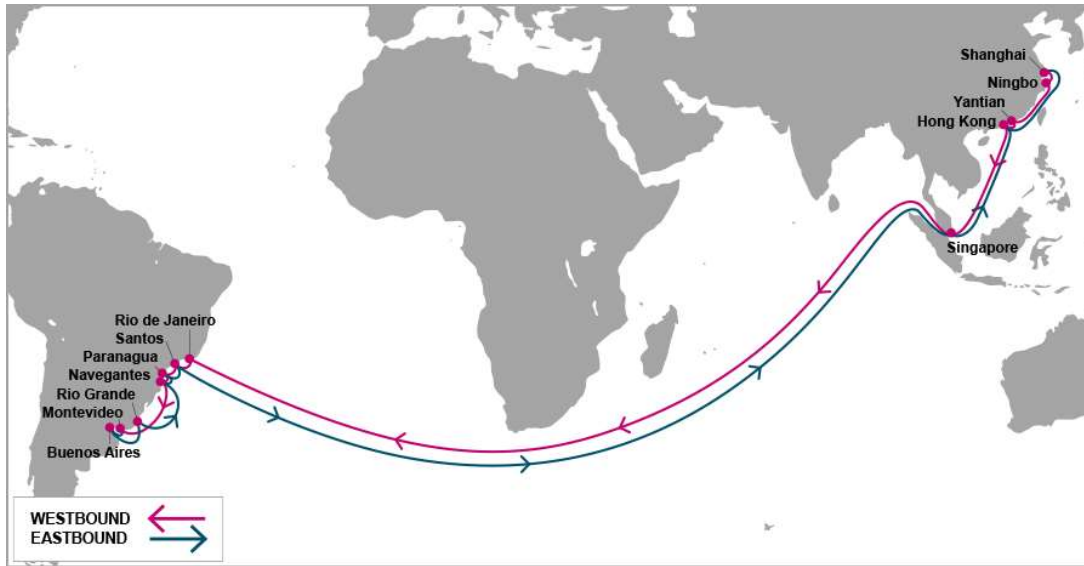 Shanghai
Ningbo
Yantian
Hong Kong
Singapore
Rio de Janeiro
Santos
Paranagua
Navegantes
Rio Grande
Montevideo
Buenos Aires
WESTBOUND
EASTBOUND